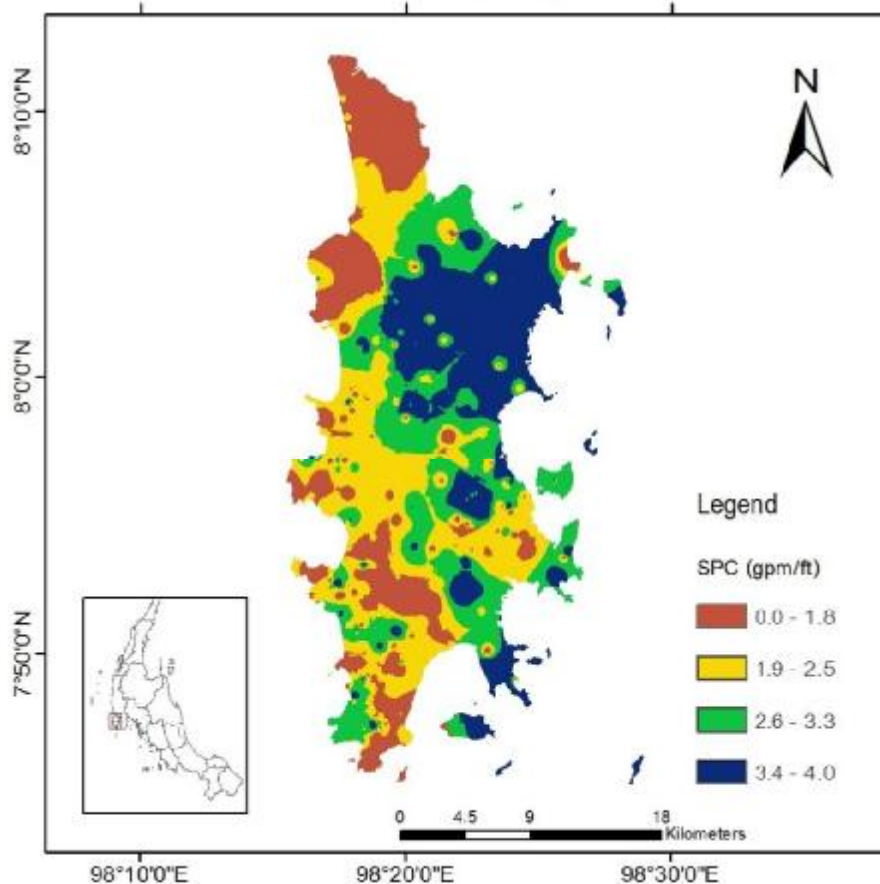 N
8°10'0"N
8°0'0"N
7°50'0"N
Legend
SPC (gpm/ft)
0.0 - 1.8
1.9 - 2.5
2.6 - 3.3
3.4 - 4.0
0 4.5 9 18
Kilometers
98°10'0"E 98°20'0"E 98°30'0"E